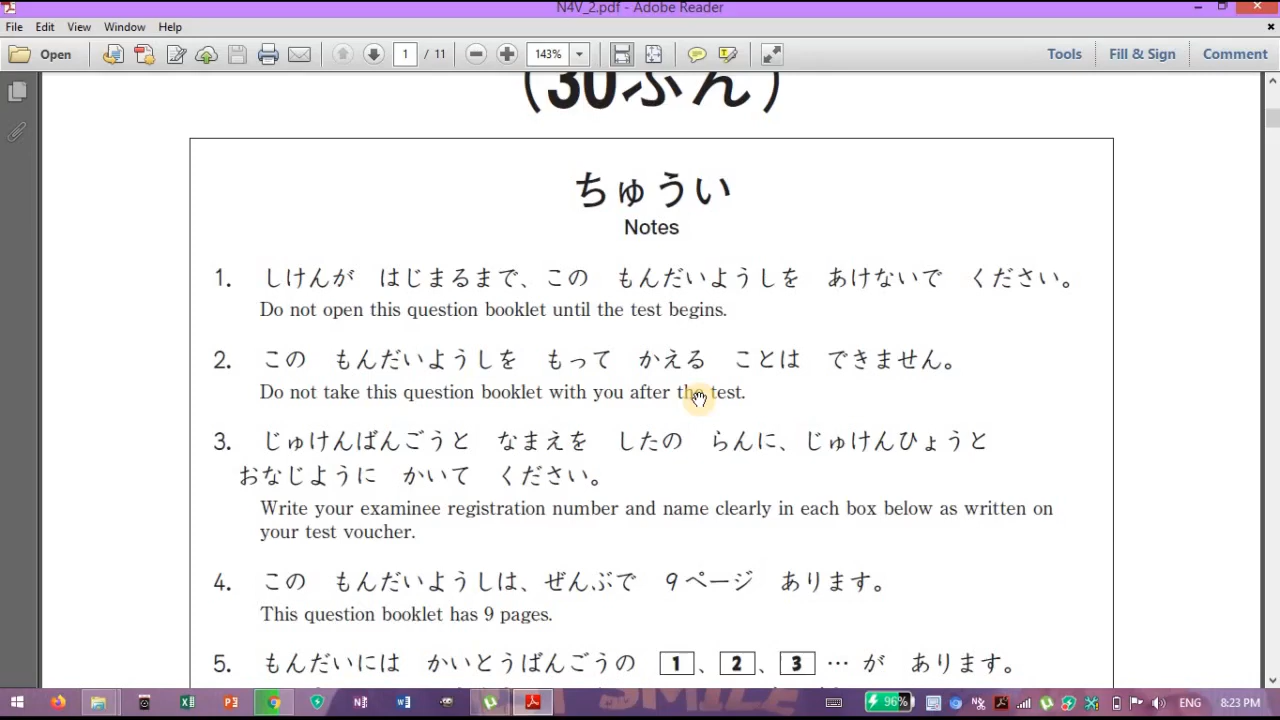 N4V_2.pdf - Adobe Reader
File Edit View Window Help
Open 1 / 11 143% Tools Fill & Sign Comment
(30ぷん)
ちゅうい
Notes
1. しけんが はじまるまで、この もんだいようしを あけないで ください。
Do not open this question booklet until the test begins.
2. この もんだいようしを もって かえる ことは できません。
Do not take this question booklet with you after the test.
3. じゅけんばんごうと なまえを したの らんに、じゅけんひょうと
おなじように かいて ください。
Write your examinee registration number and name clearly in each box below as written on
your test voucher.
4. この もんだいようしは、ぜんぶで 9ページ あります。
This question booklet has 9 pages.
5. もんだいには かいとうばんごうの 1、2、3 … が あります。
SMILE
96% ENG 8:23 PM